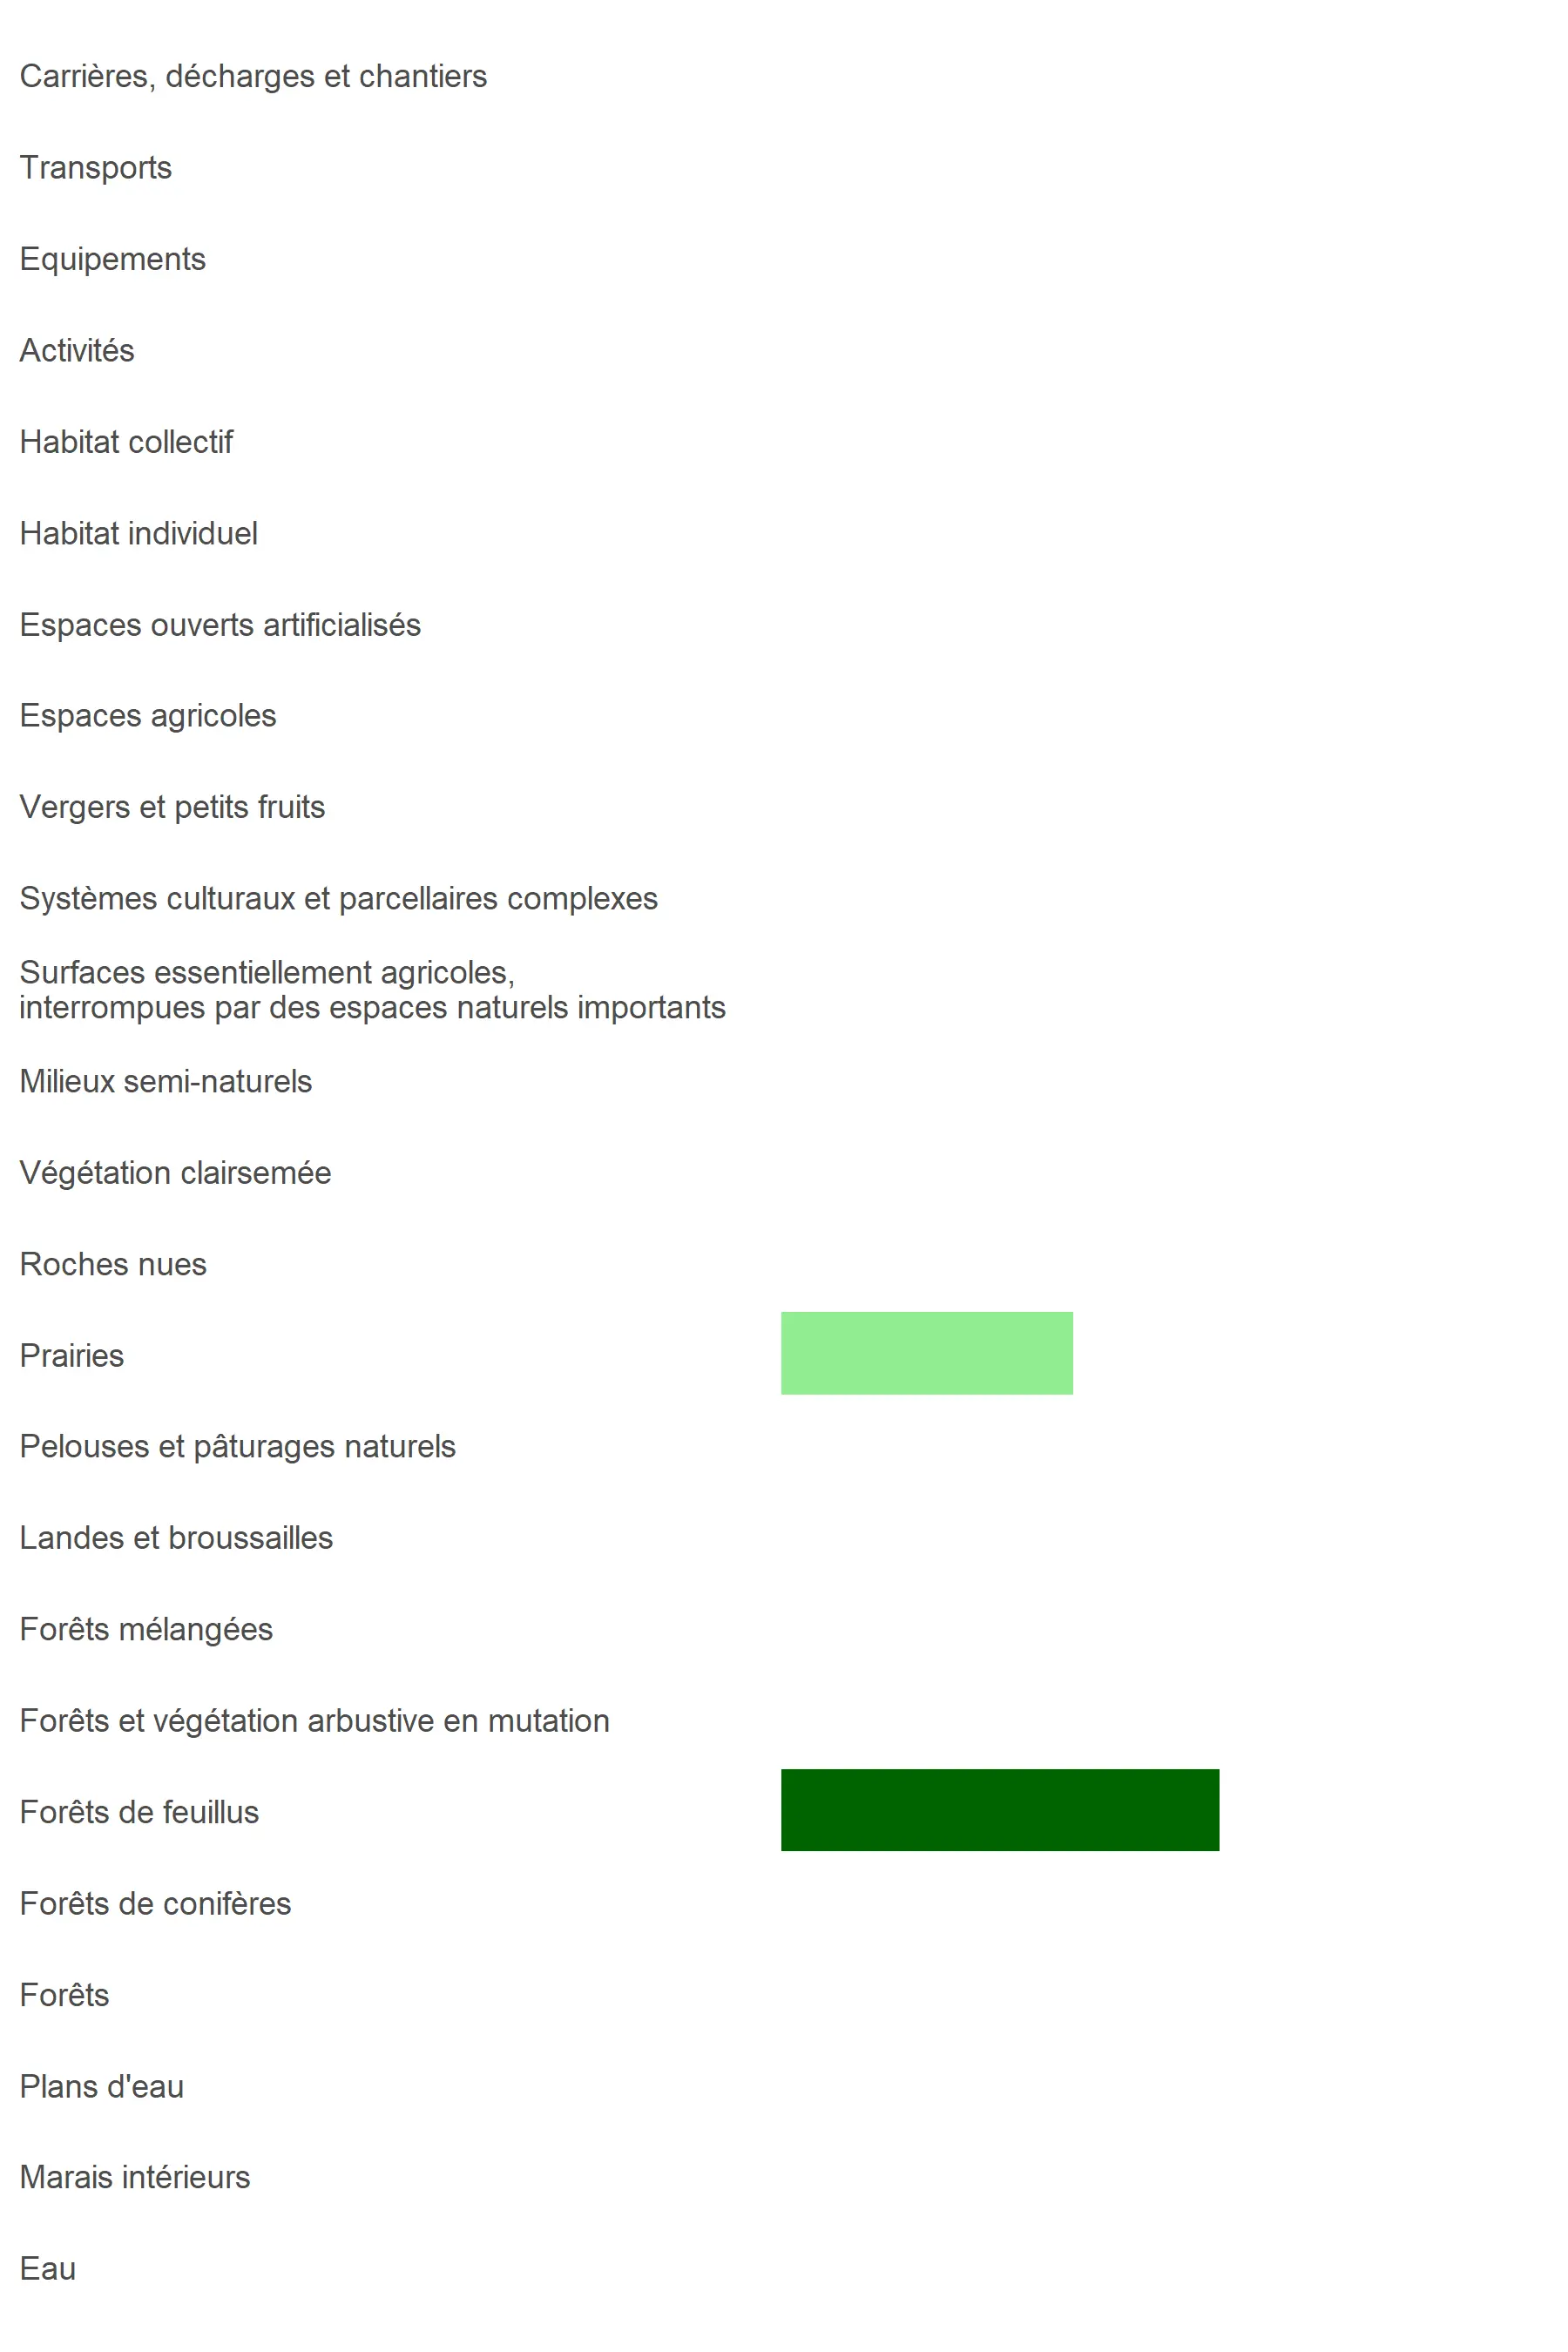 Carrières, décharges et chantiers
Transports
Equipements
Activités
Habitat collectif
Habitat individuel
Espaces ouverts artificialisés
Espaces agricoles
Vergers et petits fruits
Systèmes culturaux et parcellaires complexes
Surfaces essentiellement agricoles,
interrompues par des espaces naturels importants
Milieux semi-naturels
Végétation clairsemée
Roches nues
Prairies
Pelouses et pâturages naturels
Landes et broussailles
Forêts mélangées
Forêts et végétation arbustive en mutation
Forêts de feuillus
Forêts de conifères
Forêts
Plans d'eau
Marais intérieurs
Eau